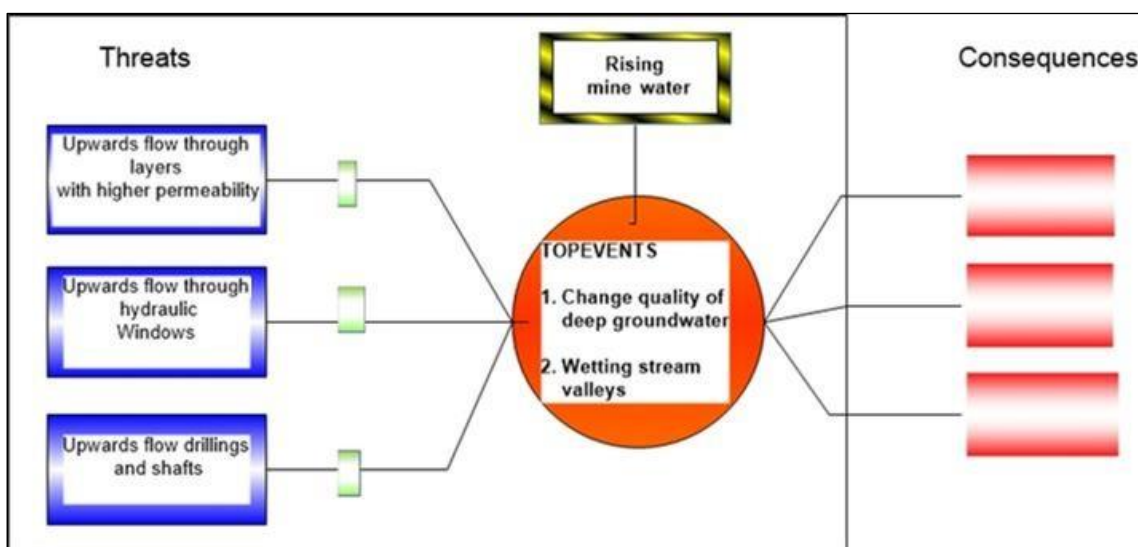 Threats
Rising
mine water
Consequences
Upwards flow through
layers
with higher permeability
Upwards flow through
hydraulic
Windows
Upwards flow drillings
and shafts
TOPEVENTS
1. Change quality of
deep groundwater
2. Wetting stream
valleys